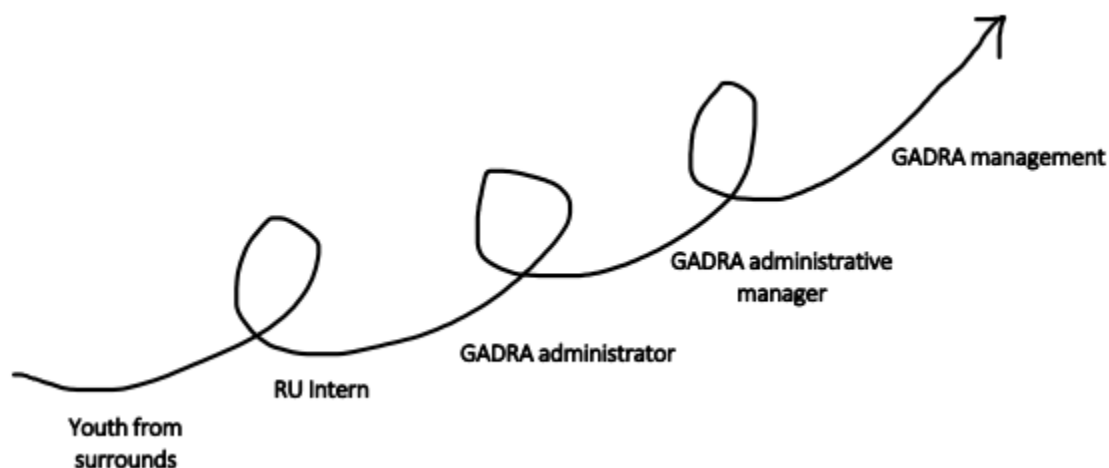 Youth from
surrounds
RU Intern
GADRA administrator
GADRA administrative
manager
GADRA management